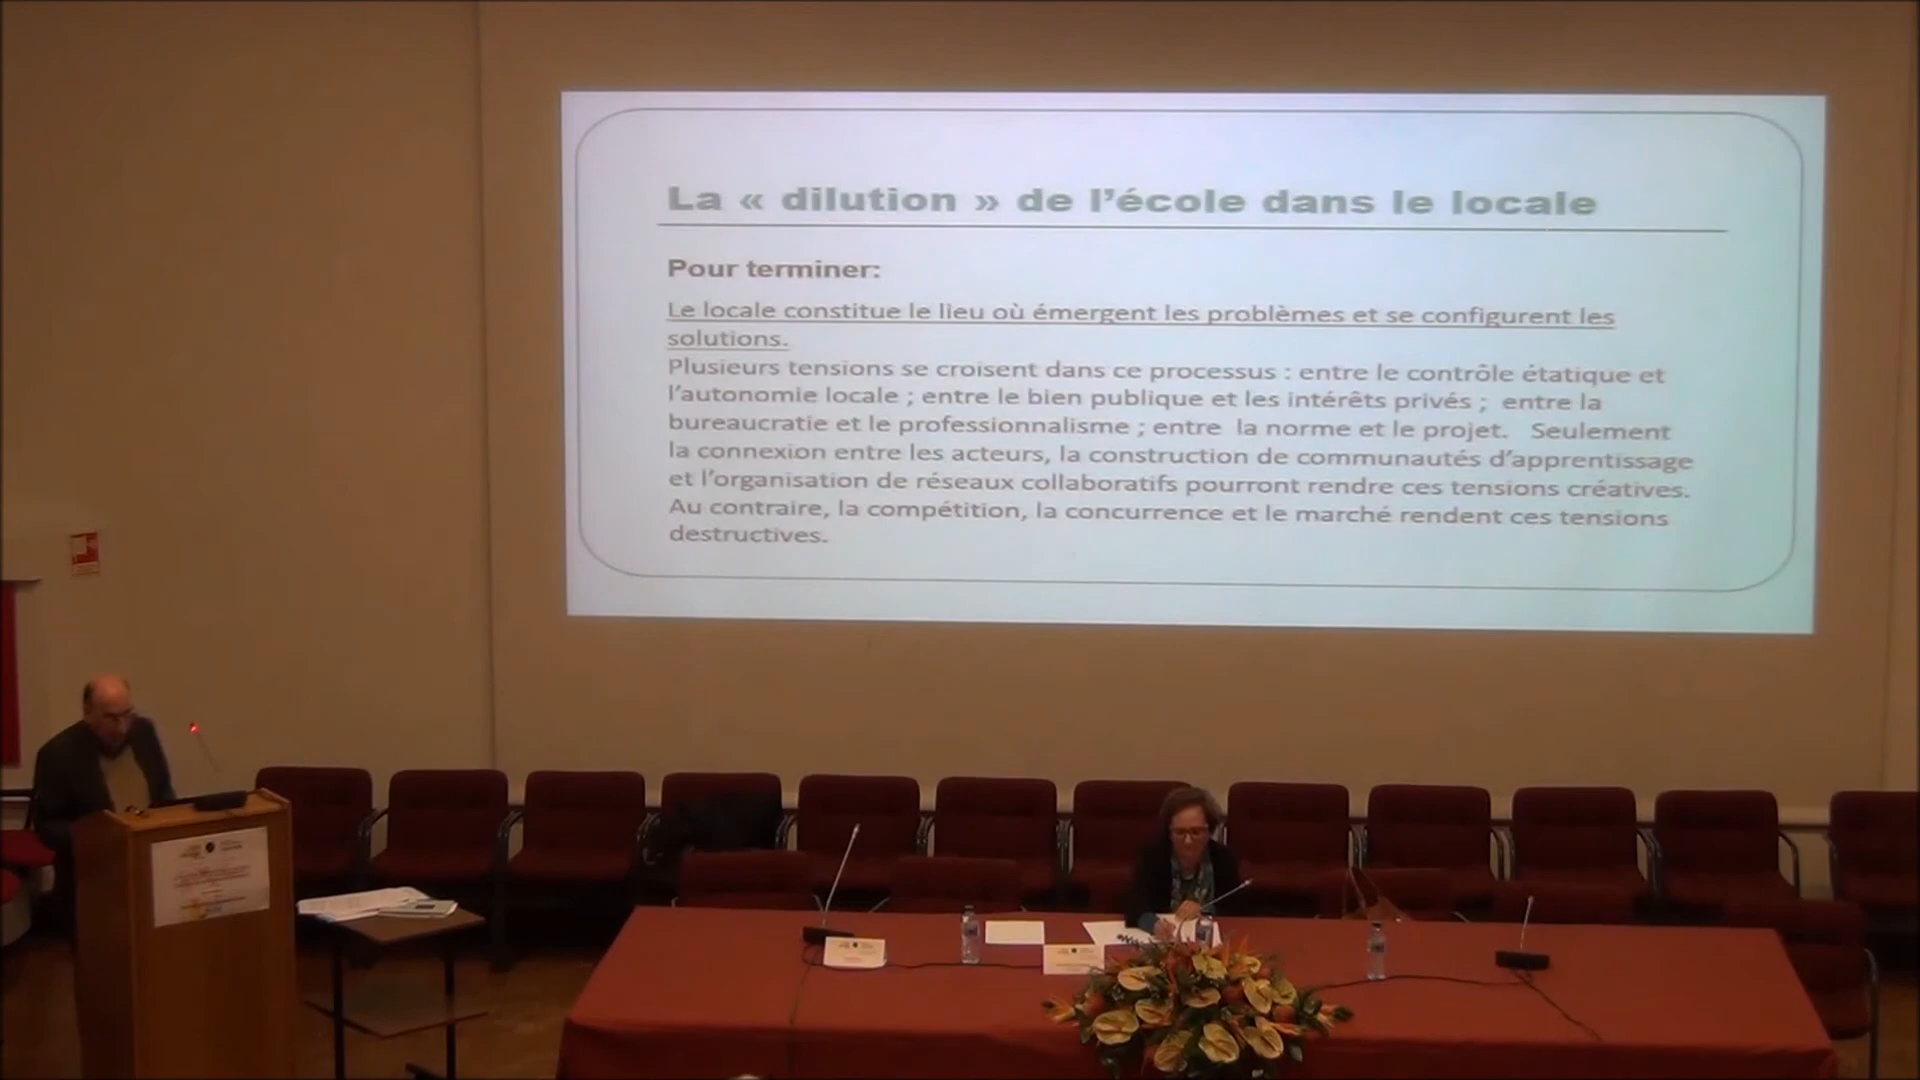 La « dilution » de l’école dans le locale
Pour terminer:
Le locale constitue le lieu où émergent les problèmes et se configurent les
solutions.
Plusieurs tensions se croisent dans ce processus : entre le contrôle étatique et
l’autonomie locale ; entre le bien publique et les intérêts privés ; entre la
bureaucratie et le professionnalisme ; entre la norme et le projet. Seulement
la connexion entre les acteurs, la construction de communautés d’apprentissage
et l’organisation de réseaux collaboratifs pourront rendre ces tensions créatives.
Au contraire, la compétition, la concurrence et le marché rendent ces tensions
destructives.